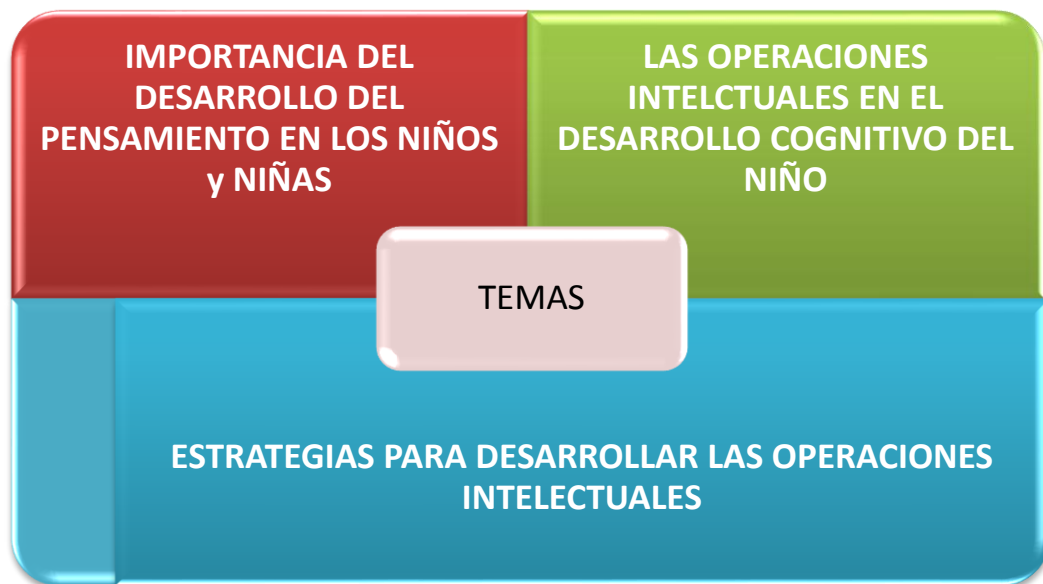 IMPORTANCIA DEL
DESARROLLO DEL
PENSAMIENTO EN LOS NIÑOS
y NIÑAS
LAS OPERACIONES
INTELCTUALES EN EL
DESARROLLO COGNITIVO DEL
NIÑO
TEMAS
ESTRATEGIAS PARA DESARROLLAR LAS OPERACIONES
INTELECTUALES